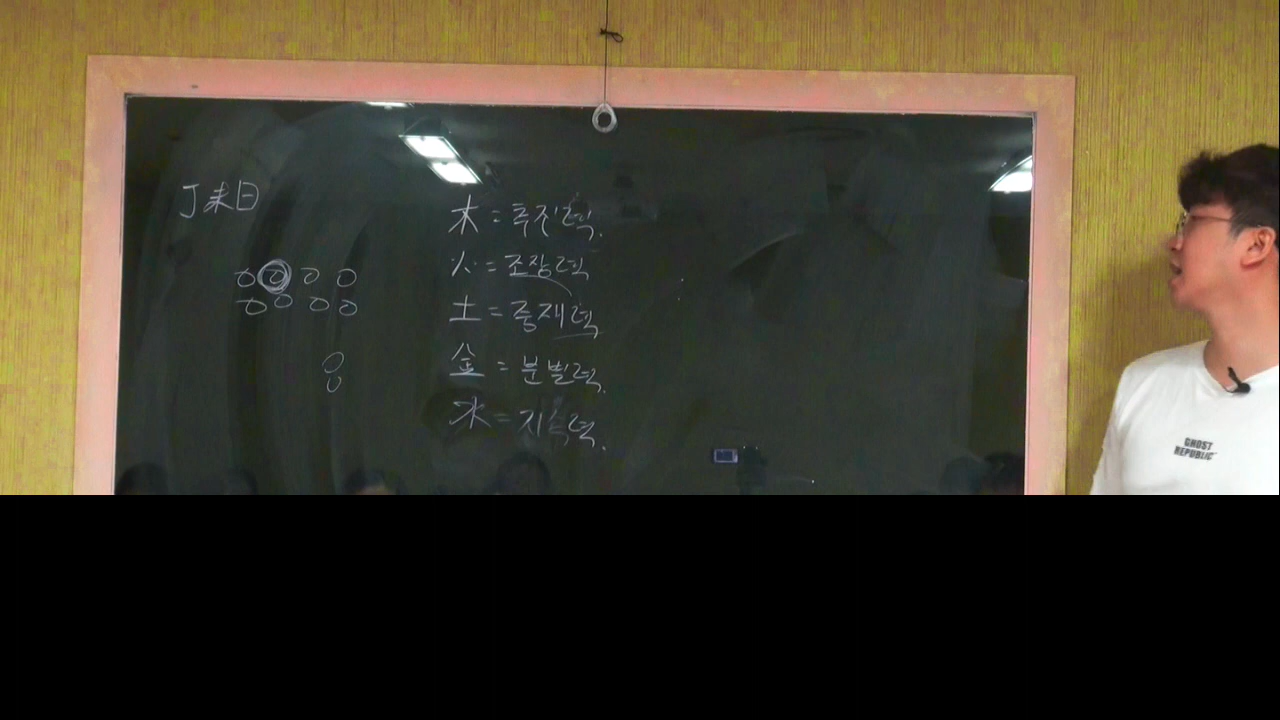 丁未日
木 = 추진력.
火 = 조장력
土 = 중재력
金 = 분별력.
水 = 지속력.
GHOST
REPUBLIC